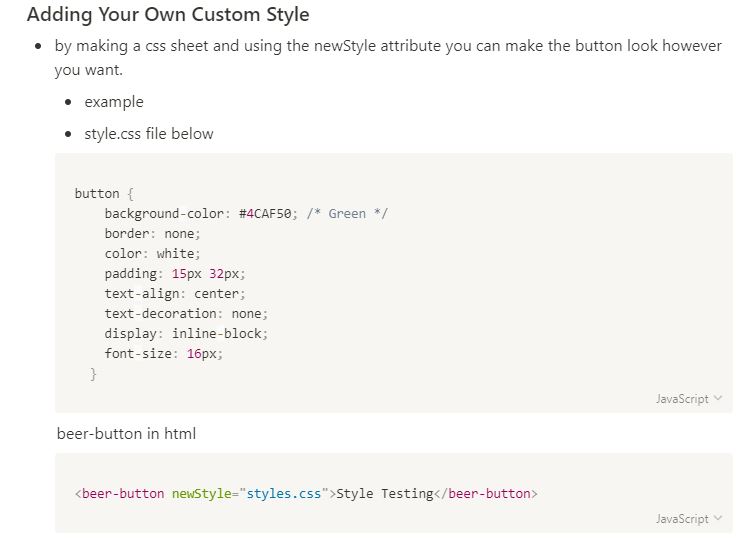 Adding Your Own Custom Style
• by making a css sheet and using the newStyle attribute you can make the button look however
you want.
• example
• style.css file below
button {
    background-color: #4CAF50; /* Green */
    border: none;
    color: white;
    padding: 15px 32px;
    text-align: center;
    text-decoration: none;
    display: inline-block;
    font-size: 16px;
  }
JavaScript
beer-button in html
<beer-button newStyle="styles.css">Style Testing</beer-button>
JavaScript